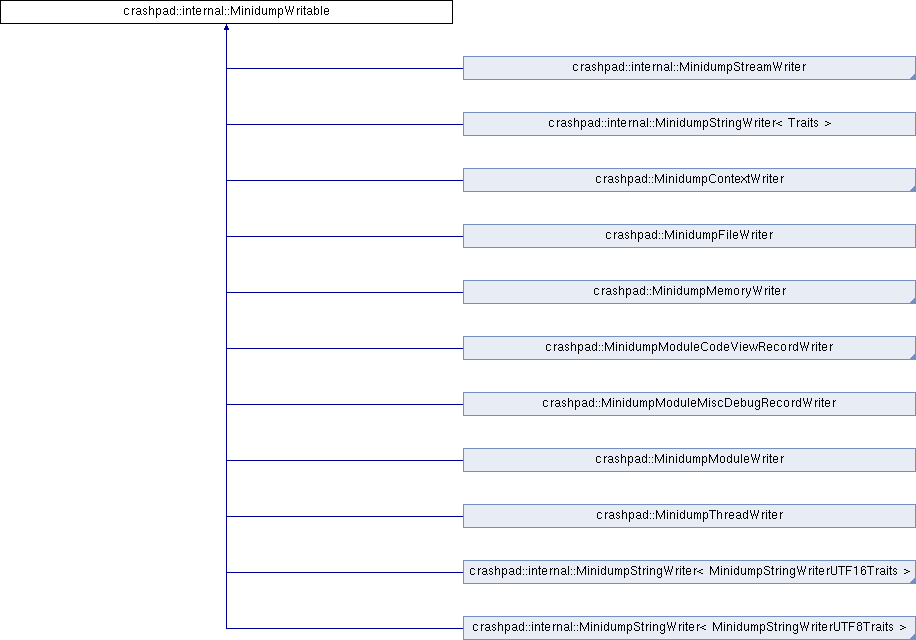 crashpad::internal::MinidumpWritable
crashpad::internal::MinidumpStreamWriter
crashpad::internal::MinidumpStringWriter< Traits >
crashpad::MinidumpContextWriter
crashpad::MinidumpFileWriter
crashpad::MinidumpMemoryWriter
crashpad::MinidumpModuleCodeViewRecordWriter
crashpad::MinidumpModuleMiscDebugRecordWriter
crashpad::MinidumpModuleWriter
crashpad::MinidumpThreadWriter
crashpad::internal::MinidumpStringWriter< MinidumpStringWriterUTF16Traits >
crashpad::internal::MinidumpStringWriter< MinidumpStringWriterUTF8Traits >